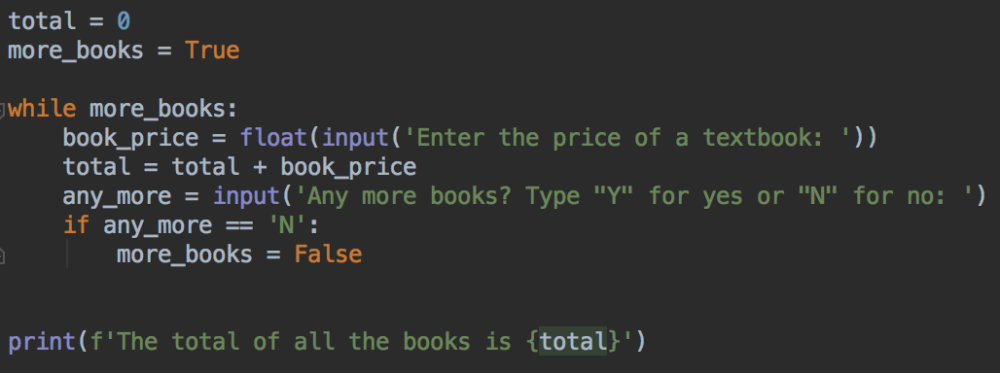 total = 0
more_books = True
while more_books:
    book_price = float(input('Enter the price of a textbook: '))
    total = total + book_price
    any_more = input('Any more books? Type "Y" for yes or "N" for no: ')
    if any_more == 'N':
        more_books = False
print(f'The total of all the books is {total}')